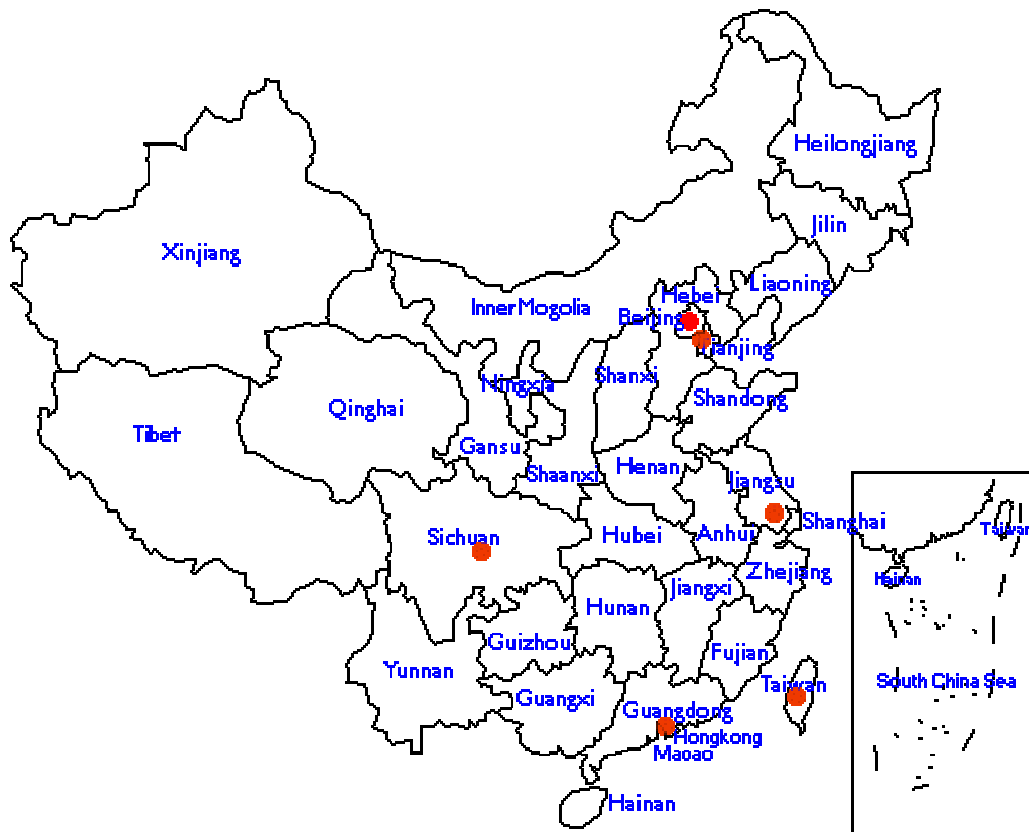 Heilongjiang
Jilin
Xinjiang
Liaoning
Hebei
InnerMogolia
Beijing
Tianjing
Shanxi
Ningxia
Shandong
Qinghai
Tibet
Gansu
Henan
Shaanxi
Jiangsu
Shanghai
Taiwan
Sichuan
Hubei
Anhui
Zhejiang
Hainan
Jiangxi
Hunan
Guizhou
Fujian
Yunnan
South China Sea
Taiwan
Guangxi
Guangdong
Hongkong
Maoao
Hainan